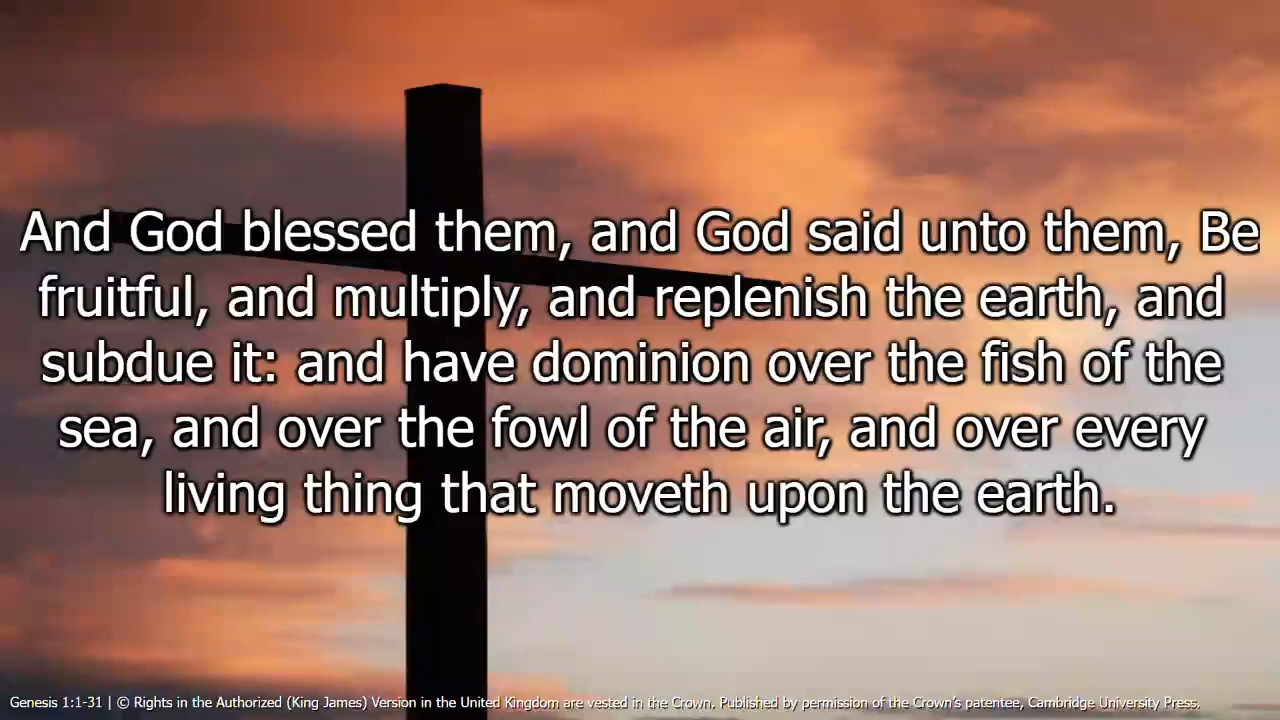 And God blessed them, and God said unto them, Be
fruitful, and multiply, and replenish the earth, and
subdue it: and have dominion over the fish of the
sea, and over the fowl of the air, and over every
living thing that moveth upon the earth.
Genesis 1:1-31 | © Rights in the Authorized (King James) Version in the United Kingdom are vested in the Crown. Published by permission of the Crown’s patentee, Cambridge University Press.